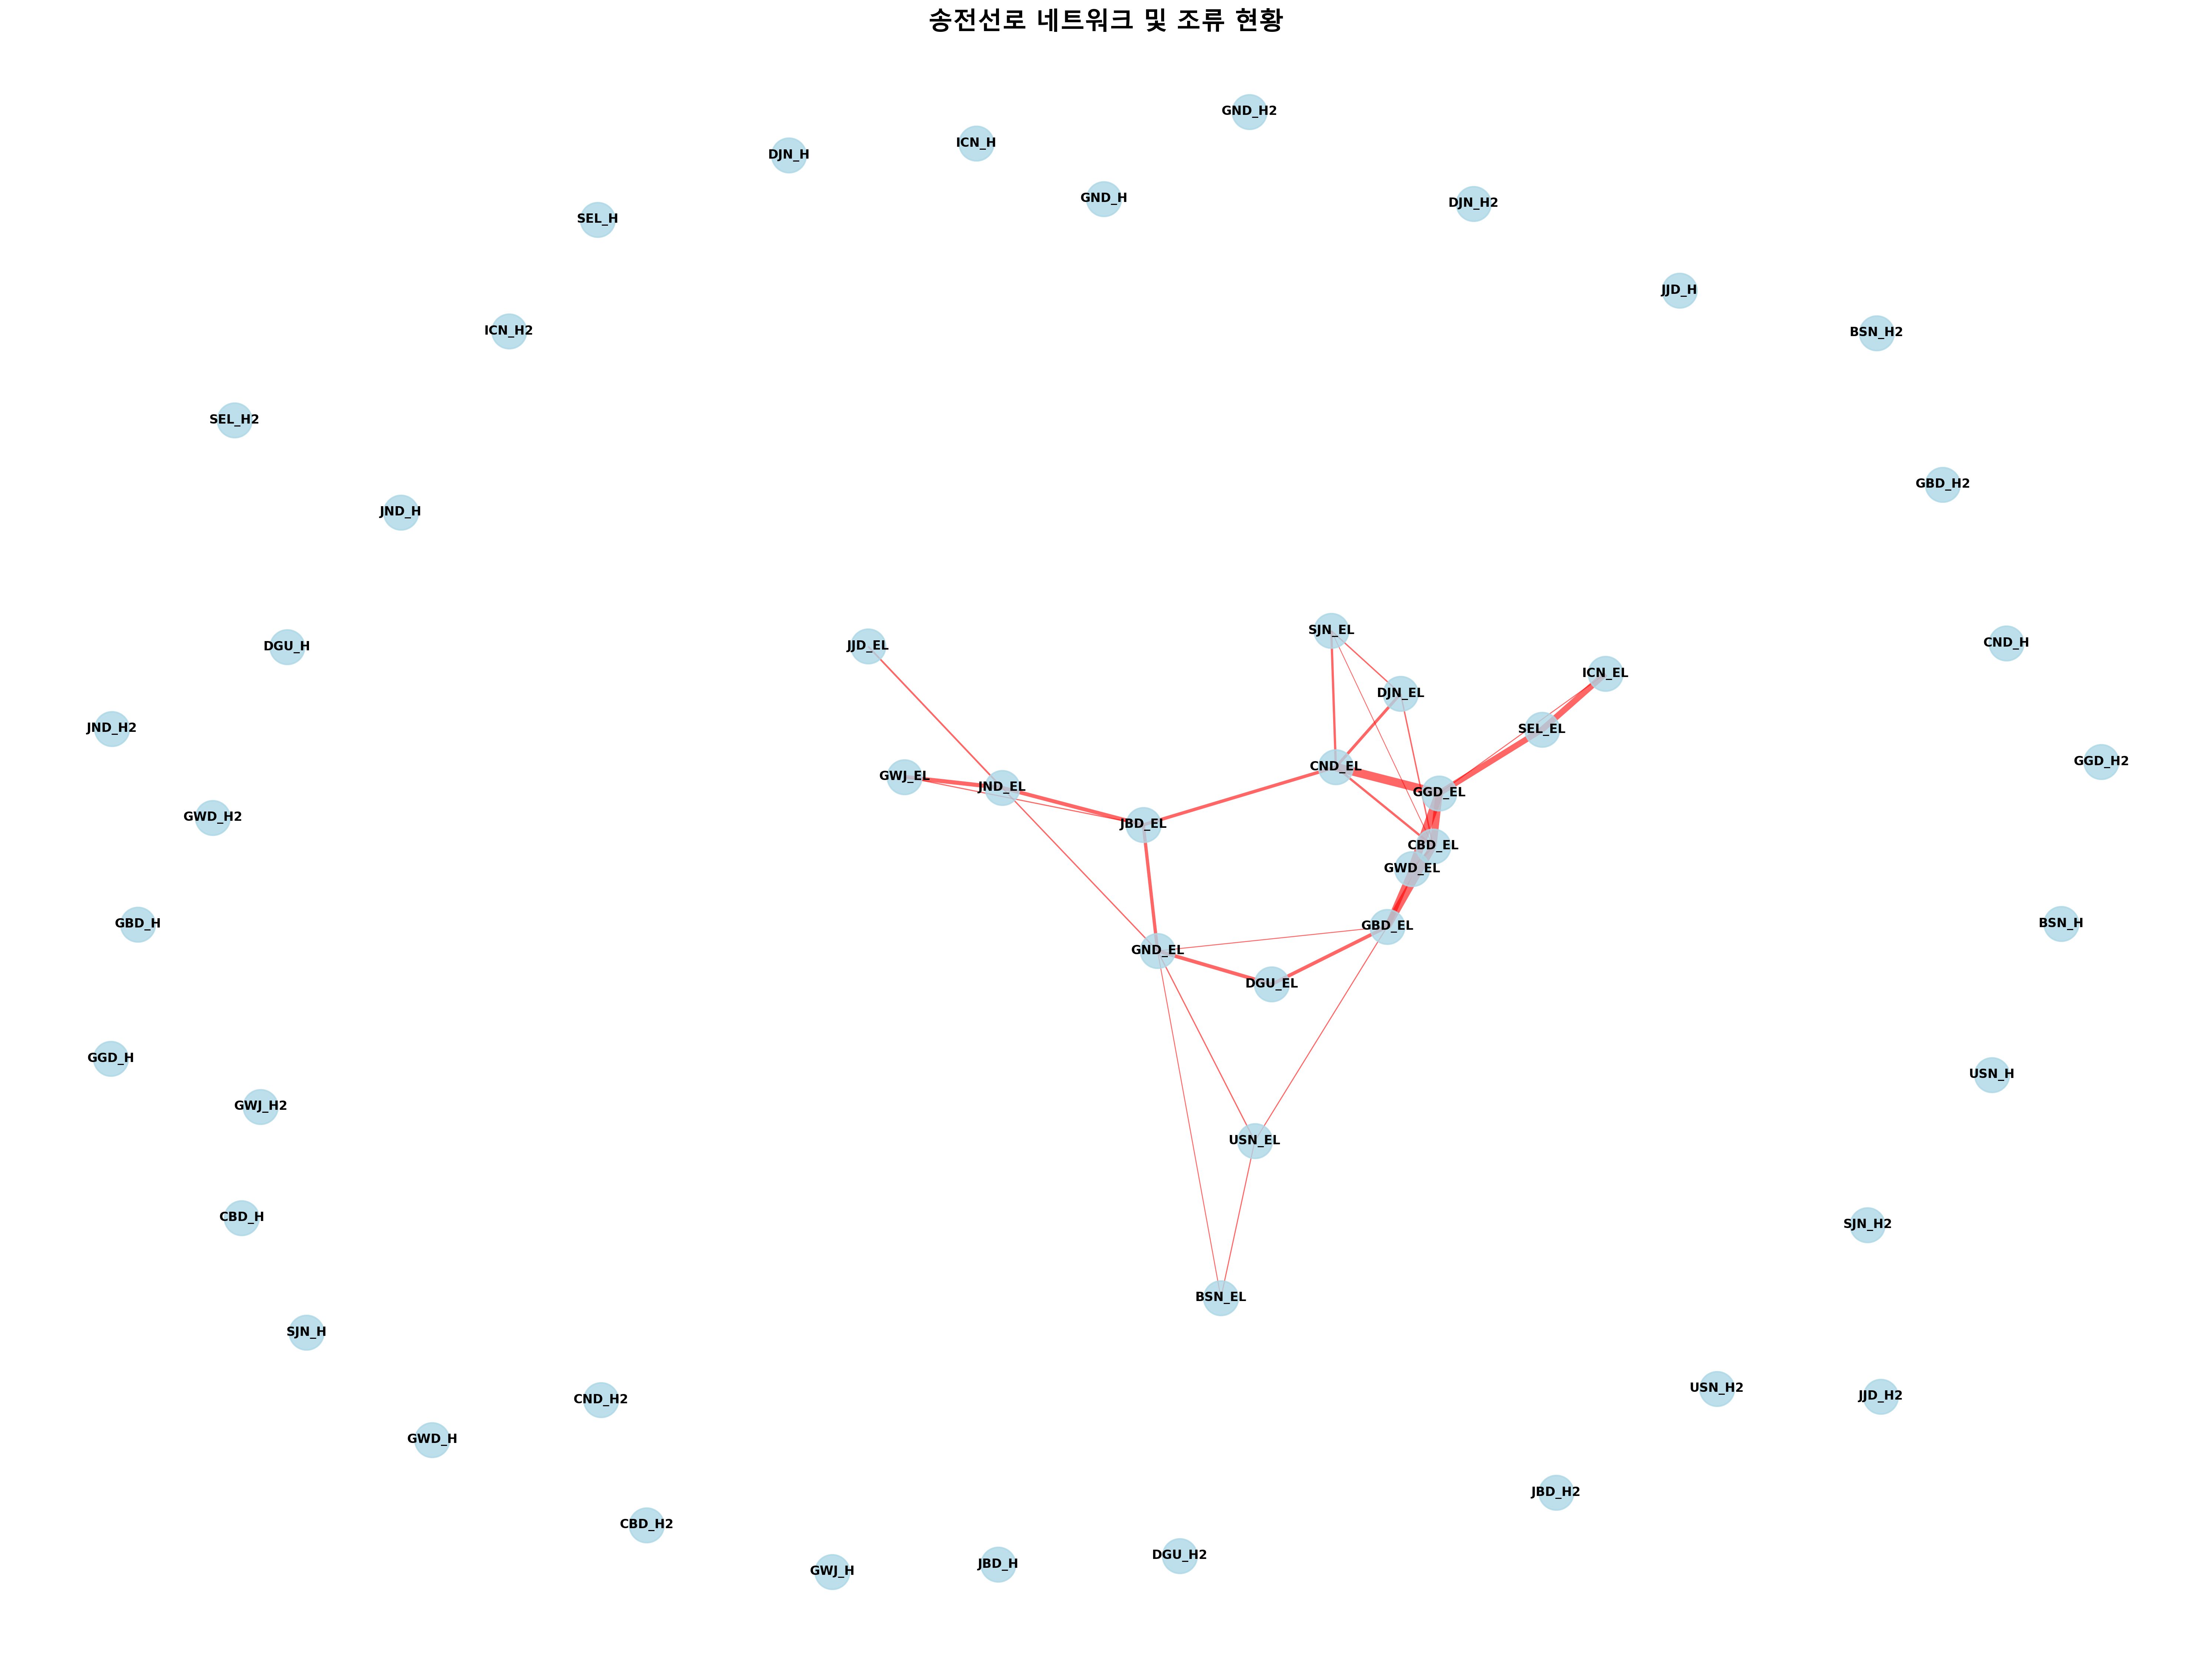 송전선로 네트워크 및 조류 현황
GND_H2
ICN_H
DJN_H
GND_H
DJN_H2
SEL_H
JJD_H
ICN_H2
BSN_H2
SEL_H2
GBD_H2
JND_H
SJN_EL
CND_H
JJD_EL
DGU_H
ICN_EL
DJN_EL
JND_H2
SEL_EL
GGD_H2
CND_EL
GWJ_EL
JND_EL
GGD_EL
GWD_H2
JBD_EL
CBD_EL
GWD_EL
GBD_H
BSN_H
GBD_EL
GND_EL
DGU_EL
GGD_H
USN_H
GWJ_H2
USN_EL
CBD_H
SJN_H2
BSN_EL
SJN_H
USN_H2
JJD_H2
CND_H2
GWD_H
JBD_H2
CBD_H2
DGU_H2
JBD_H
GWJ_H